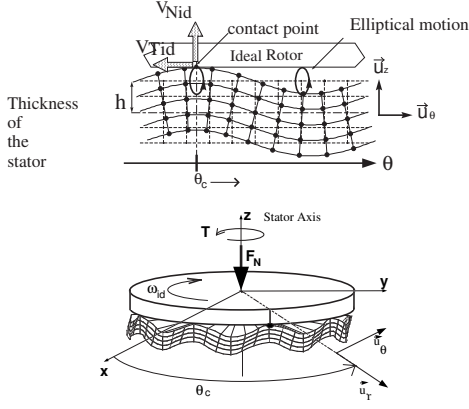 V_Nid
contact point
Elliptical motion
V_Tid
Ideal Rotor
u_z
Thickness
of
the
stator
h
u_θ
θ
θ_c
z Stator Axis
T
F_N
y
ω_id
u_θ
x
θ_c
u_r